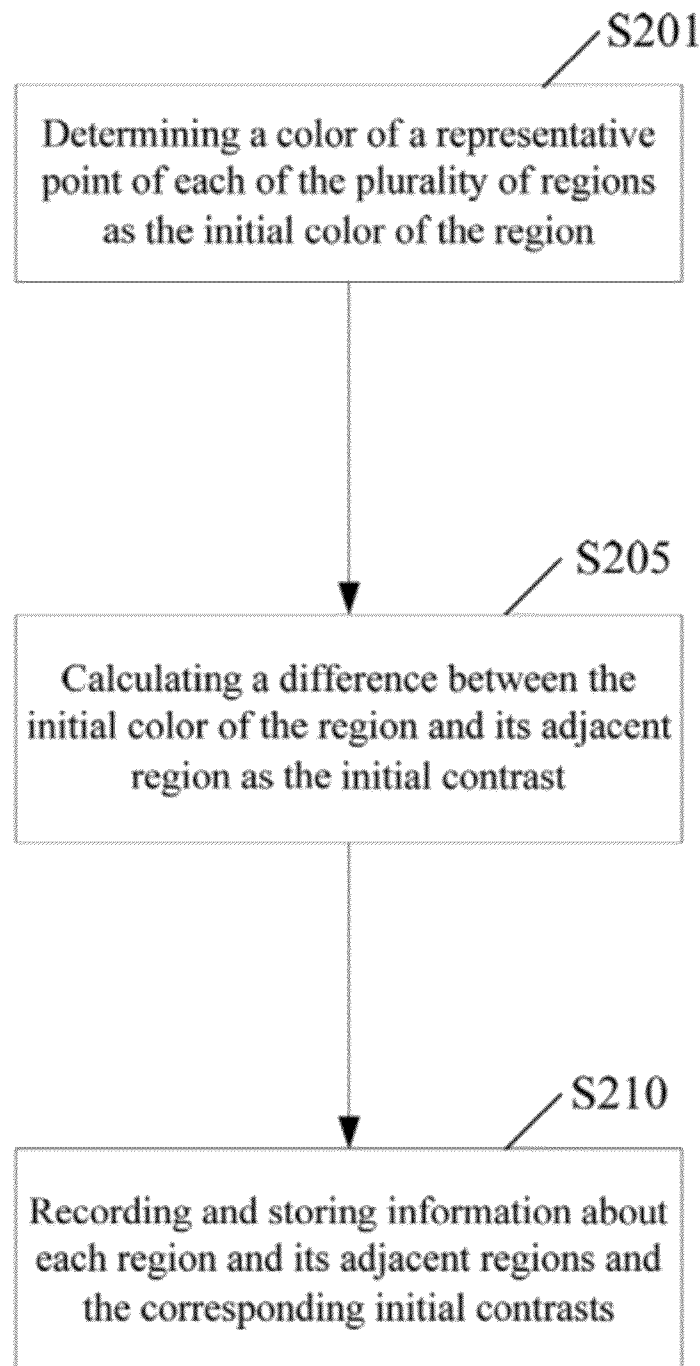 S201
Determining a color of a representative
point of each of the plurality of regions
as the initial color of the region
S205
Calculating a difference between the
initial color of the region and its adjacent
region as the initial contrast
S210
Recording and storing information about
each region and its adjacent regions and
the corresponding initial contrasts